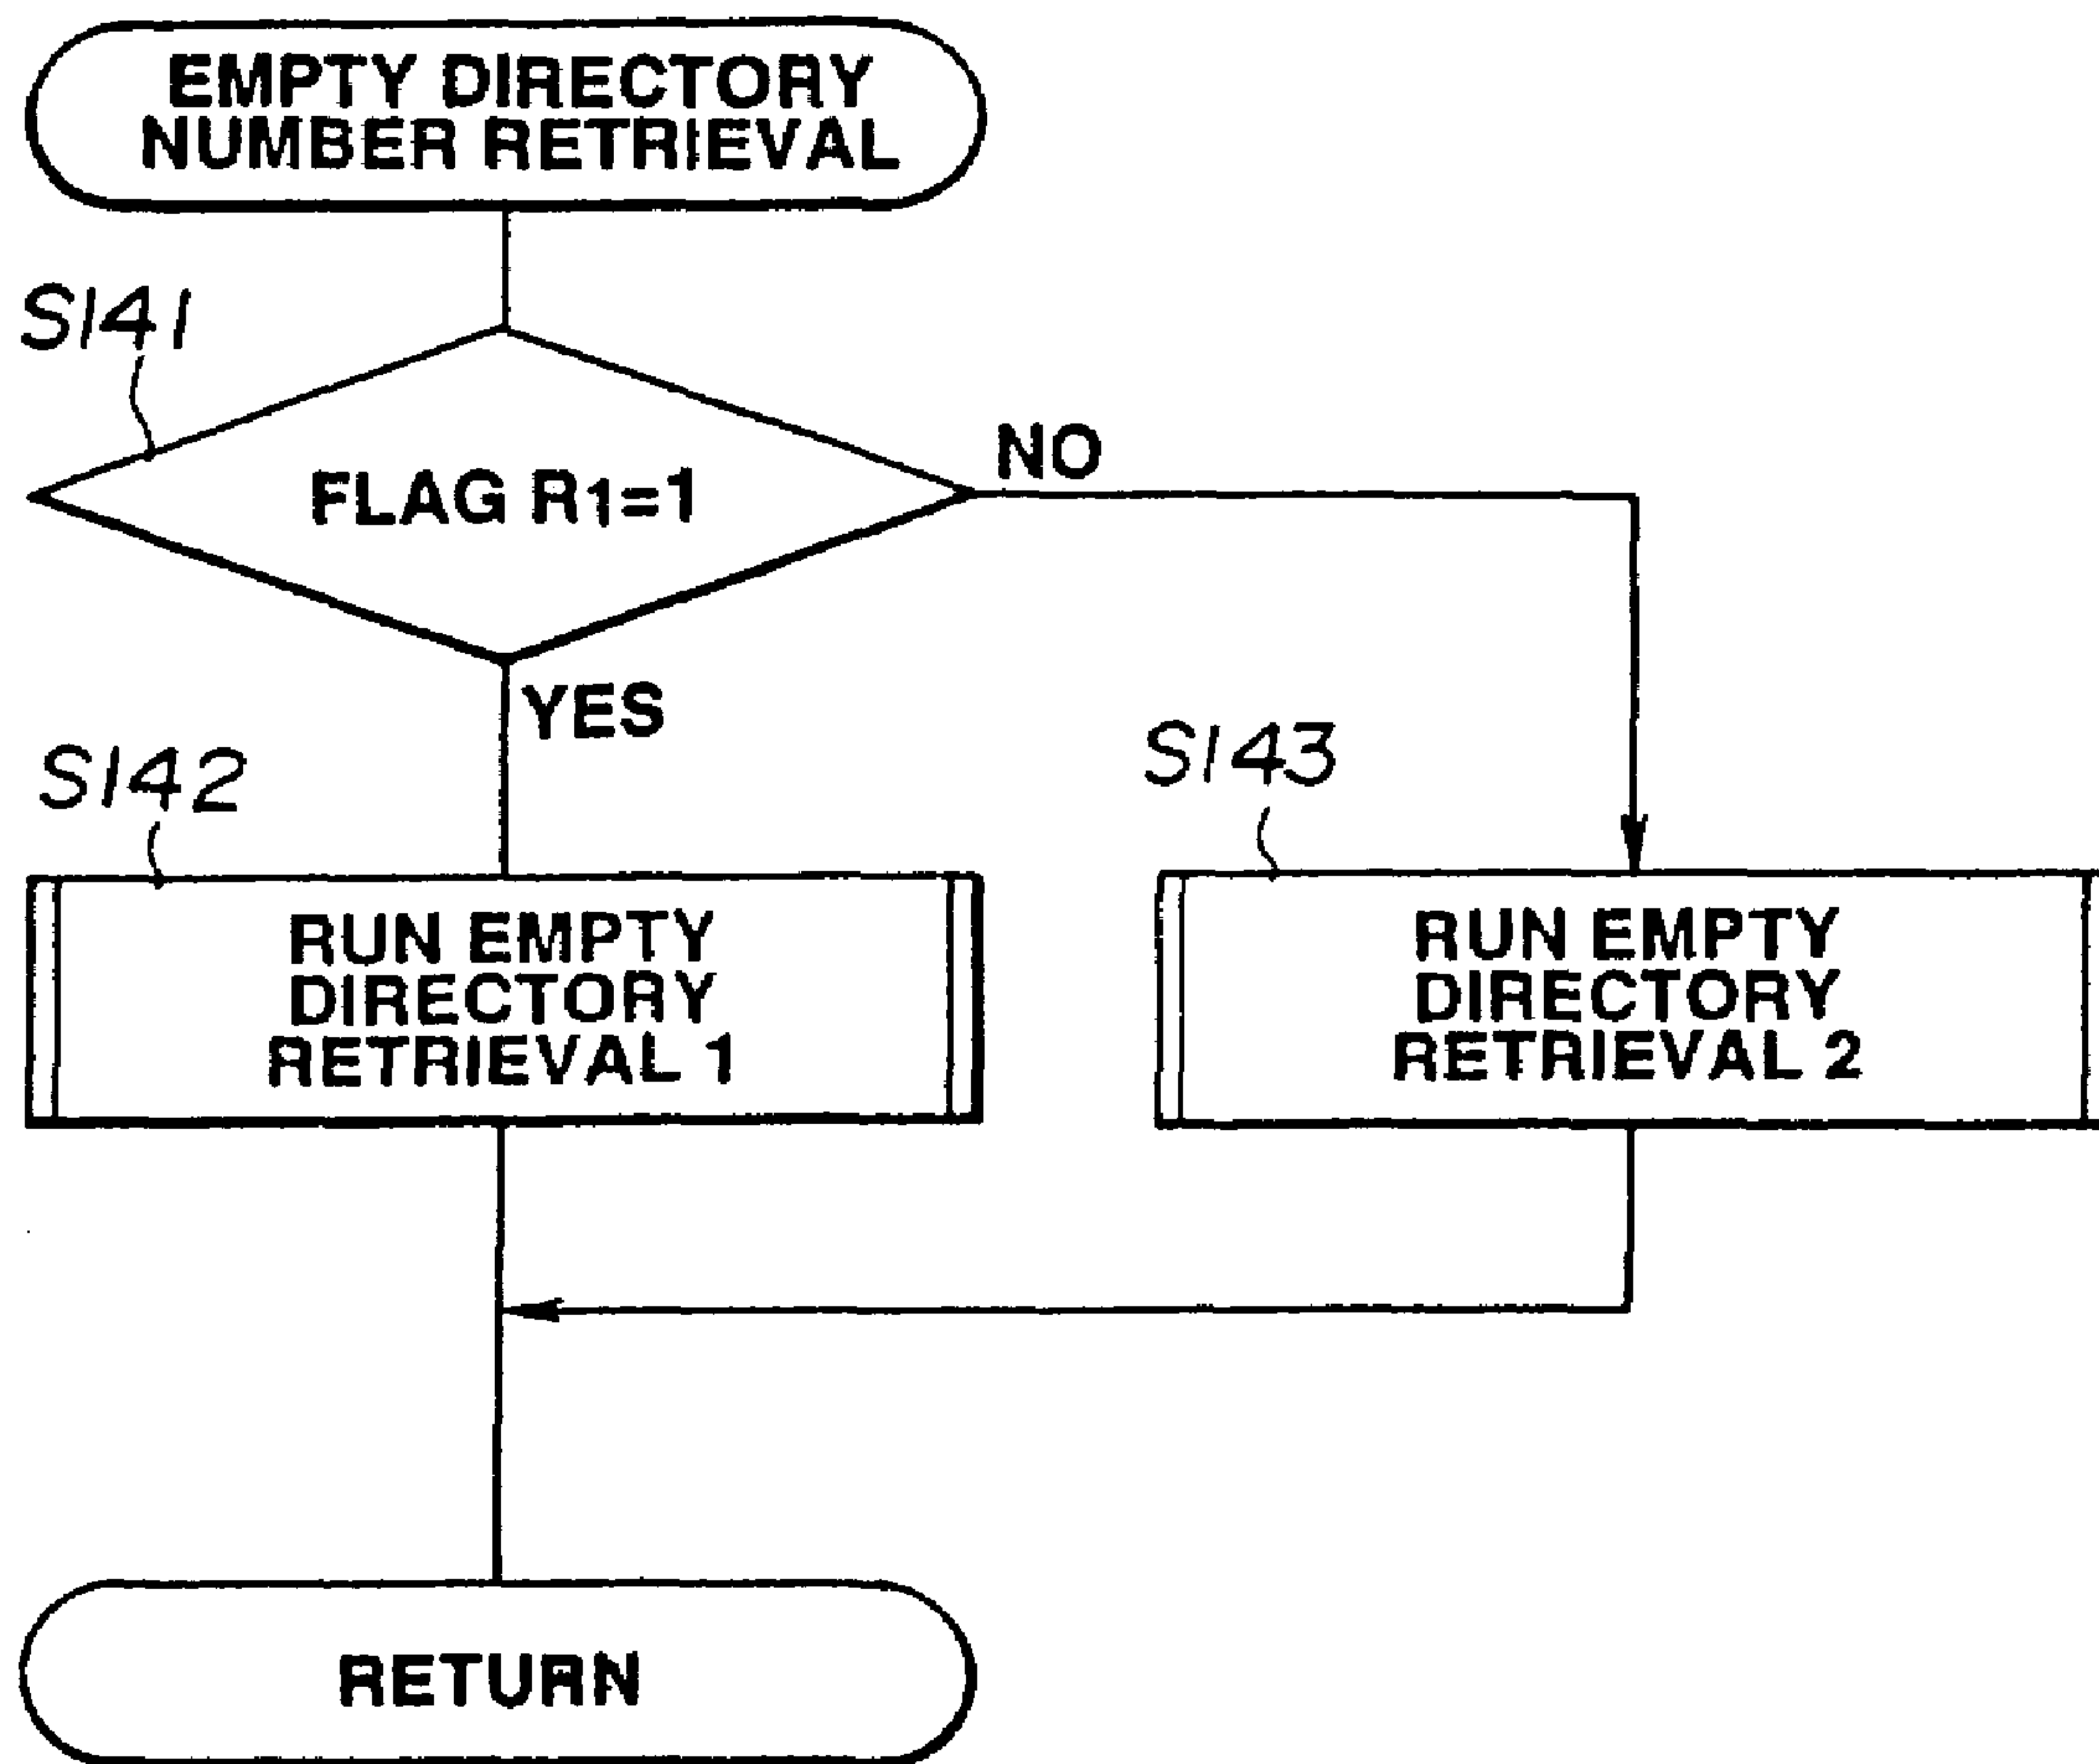 EMPTY DIRECTORY
NUMBER RETRIEVAL
S141
FLAG R1=1
NO
YES
S142
S143
RUN EMPTY
DIRECTORY
RETRIEVAL 1
RUN EMPTY
DIRECTORY
RETRIEVAL 2
RETURN